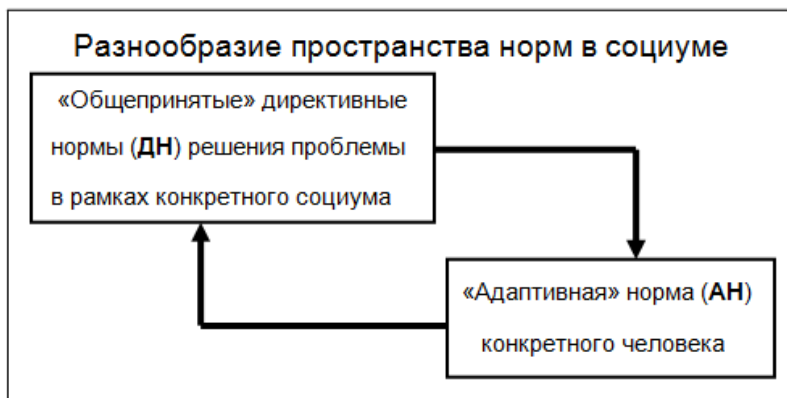 Разнообразие пространства норм в социуме
«Общепринятые» директивные
нормы (ДН) решения проблемы
в рамках конкретного социума
«Адаптивная» норма (АН)
конкретного человека